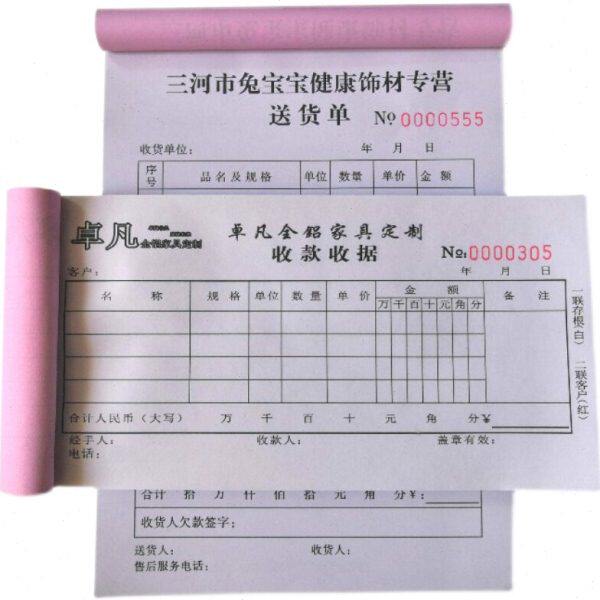 三河市兔宝宝健康饰材专营
送货单 № 0000555
收货单位: 年 月 日
序号 品名及规格 单位 数量 单价 金额
卓凡 全铝家具定制
卓凡全铝家具定制
收款收据 №: 0000305
客户: 年 月 日
名称 规格 单位 数量 单价 金额 备注
万 千 百 十 元 角 分
合计人民币(大写) 万 千 百 十 元 角 分¥
经手人: 收款人: 盖章有效:
电话:
一联存根(白) 二联客户(红)
合计 拾 万 仟 佰 拾 元 角 分¥:
收货人欠款签字:
送货人: 收货人:
售后服务电话: